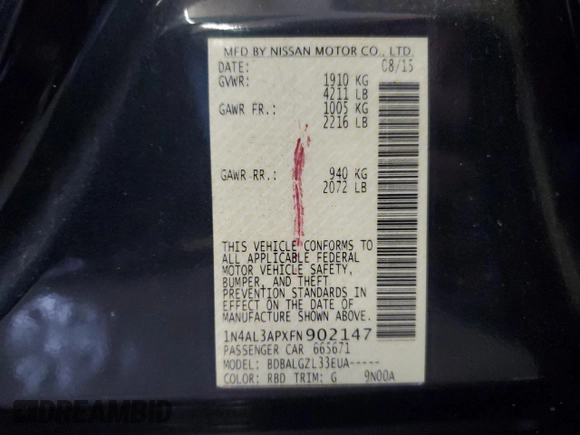 MFD BY NISSAN MOTOR CO., LTD.
DATE: 08/15
GVWR: 1910 KG
4211 LB
GAWR FR.: 1005 KG
2216 LB
GAWR RR.: 940 KG
2072 LB
THIS VEHICLE CONFORMS TO
ALL APPLICABLE FEDERAL
MOTOR VEHICLE SAFETY,
BUMPER, AND THEFT
PREVENTION STANDARDS IN
EFFECT ON THE DATE OF
MANUFACTURE SHOWN ABOVE.
1N4AL3APXFN902147
PASSENGER CAR 665671
MODEL: BDBALGZL33EUA-----
COLOR: RBD TRIM: G 9N00A
DREAMBID